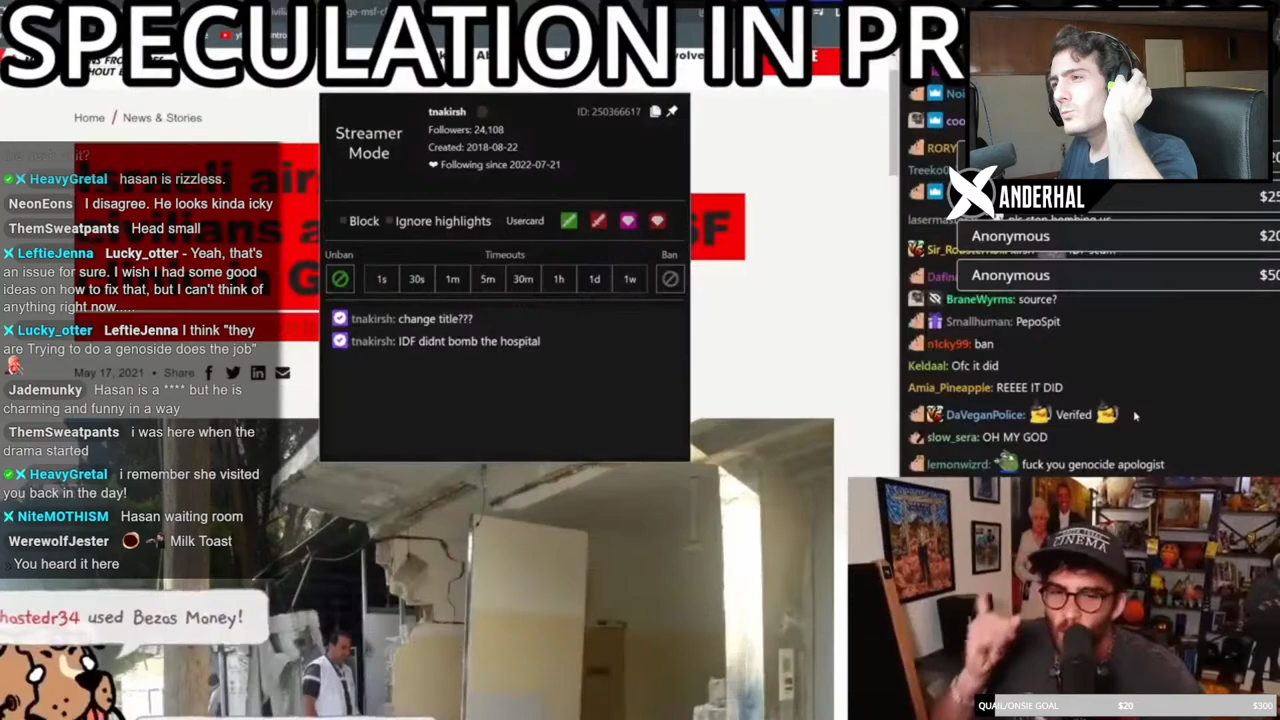 SPECULATION IN PR
Home / News & Stories
HeavyGretal hasan is rizzless.
NeonEons I disagree. He looks kinda icky
ThemSweatpants Head small
LeftieJenna Lucky_otter - Yeah, that's
an issue for sure. I wish I had some good
ideas on how to fix that, but I can't think of
anything right now....
Lucky_otter LeftieJenna I think "they
are Trying to do a genoside does the job"
May 17, 2021 • Share
Jademunky Hasan is a **** but he is
charming and funny in a way
ThemSweatpants i was here when the
drama started
HeavyGretal i remember she visited
you back in the day!
NiteMOTHISM Hasan waiting room
WerewolfJester Milk Toast
You heard it here
hostedr34 used Bezos Money!
Streamer
Mode
tnakirsh
ID: 250366617
Followers: 24,108
Created: 2018-08-22
Following since 2022-07-21
Block Ignore highlights Usercard
Unban Timeouts Ban
1s 30s 1m 5m 30m 1h 1d 1w
tnakirsh: change title???
tnakirsh: IDF didnt bomb the hospital
ANDERHAL
Anonymous $20
Anonymous $50
BraneWyrms: source?
Smallhuman: PepoSpit
n1cky99: ban
Keldaal: Ofc it did
Amia_Pineapple: REEEE IT DID
DaVeganPolice: Verifed
slow_sera: OH MY GOD
lemonwizrd: fuck you genocide apologist
CINEMA
QUAIL/ONSIE GOAL $20 $300